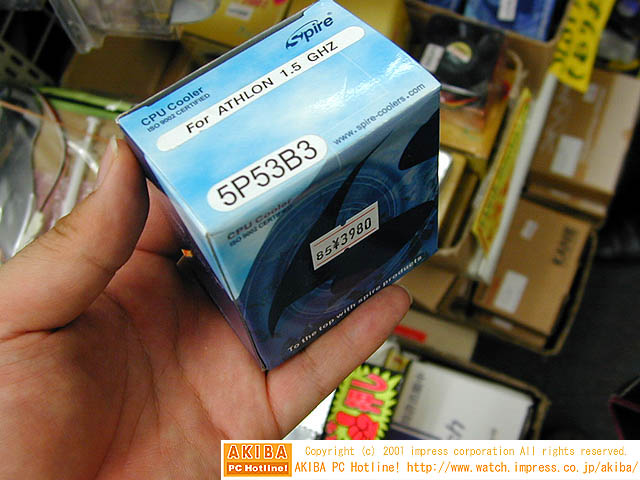 Spire
CPU Cooler
ISO 9002 CERTIFIED
For ATHLON 1.5 GHZ
5P53B3
www.spire-coolers.com
CPU Cooler
ISO 9002 CERTIFIED
85¥3980
To the top with spire products
AKIBA
PC Hotline!
Copyright (c) 2001 impress corporation All rights reserved.
AKIBA PC Hotline! http://www.watch.impress.co.jp/akiba/